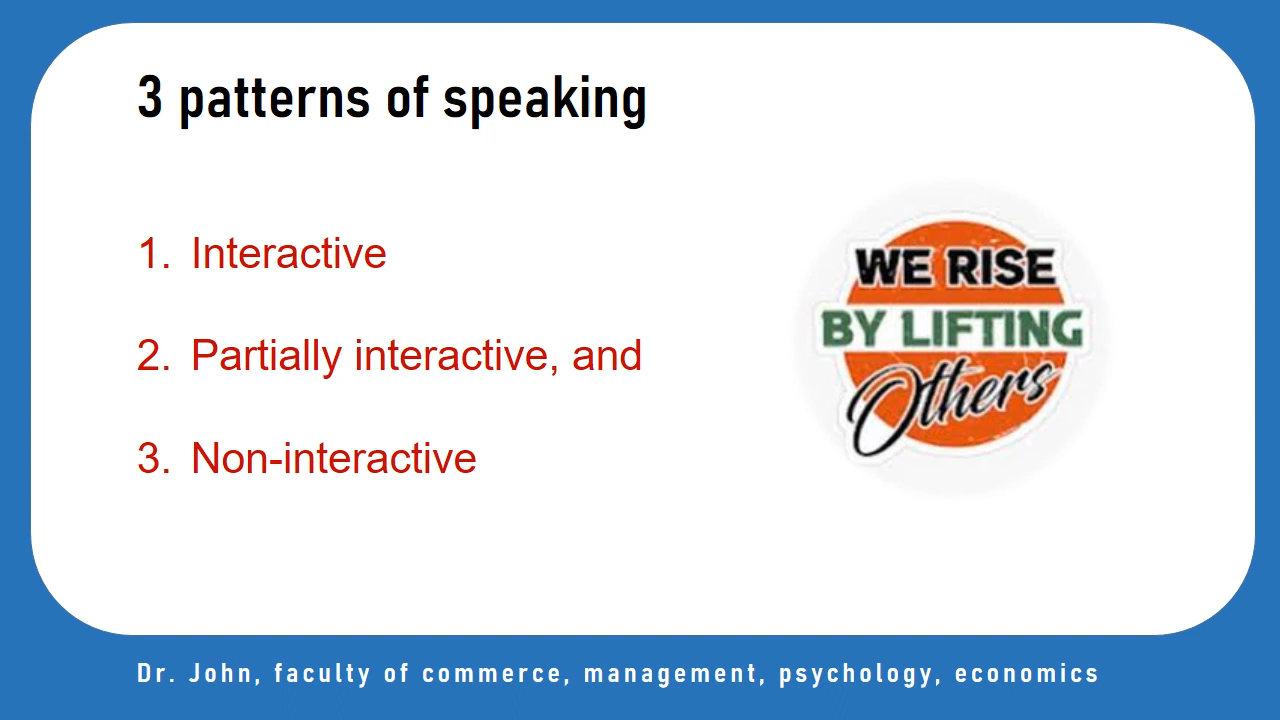 3 patterns of speaking
1. Interactive
2. Partially interactive, and
3. Non-interactive
WE RISE
BY LIFTING
Others
Dr. John, faculty of commerce, management, psychology, economics